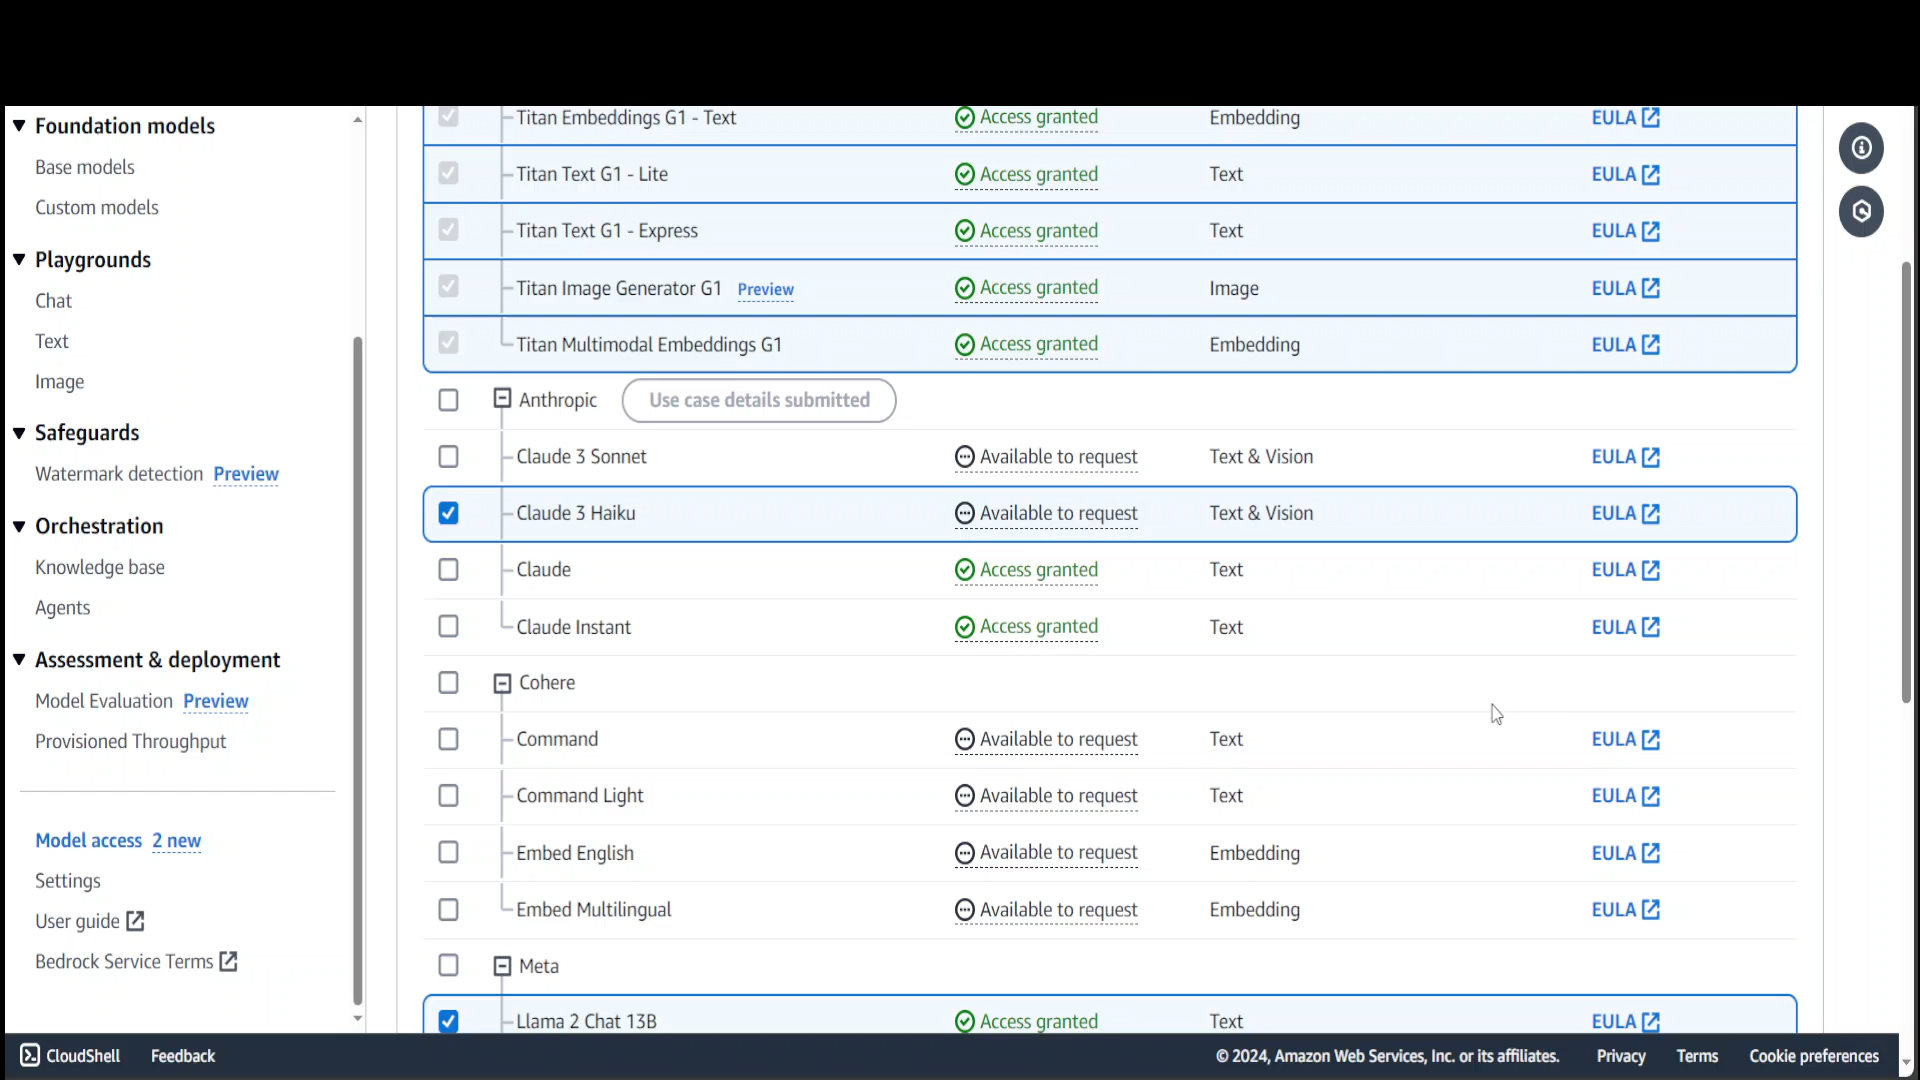 Foundation models
Base models
Custom models
Playgrounds
Chat
Text
Image
Safeguards
Watermark detection Preview
Orchestration
Knowledge base
Agents
Assessment & deployment
Model Evaluation Preview
Provisioned Throughput
Model access 2 new
Settings
User guide
Bedrock Service Terms
Titan Embeddings G1 - Text Access granted Embedding EULA
Titan Text G1 - Lite Access granted Text EULA
Titan Text G1 - Express Access granted Text EULA
Titan Image Generator G1 Preview Access granted Image EULA
Titan Multimodal Embeddings G1 Access granted Embedding EULA
Anthropic Use case details submitted
Claude 3 Sonnet Available to request Text & Vision EULA
Claude 3 Haiku Available to request Text & Vision EULA
Claude Access granted Text EULA
Claude Instant Access granted Text EULA
Cohere
Command Available to request Text EULA
Command Light Available to request Text EULA
Embed English Available to request Embedding EULA
Embed Multilingual Available to request Embedding EULA
Meta
Llama 2 Chat 13B Access granted Text EULA
CloudShell Feedback © 2024, Amazon Web Services, Inc. or its affiliates. Privacy Terms Cookie preferences